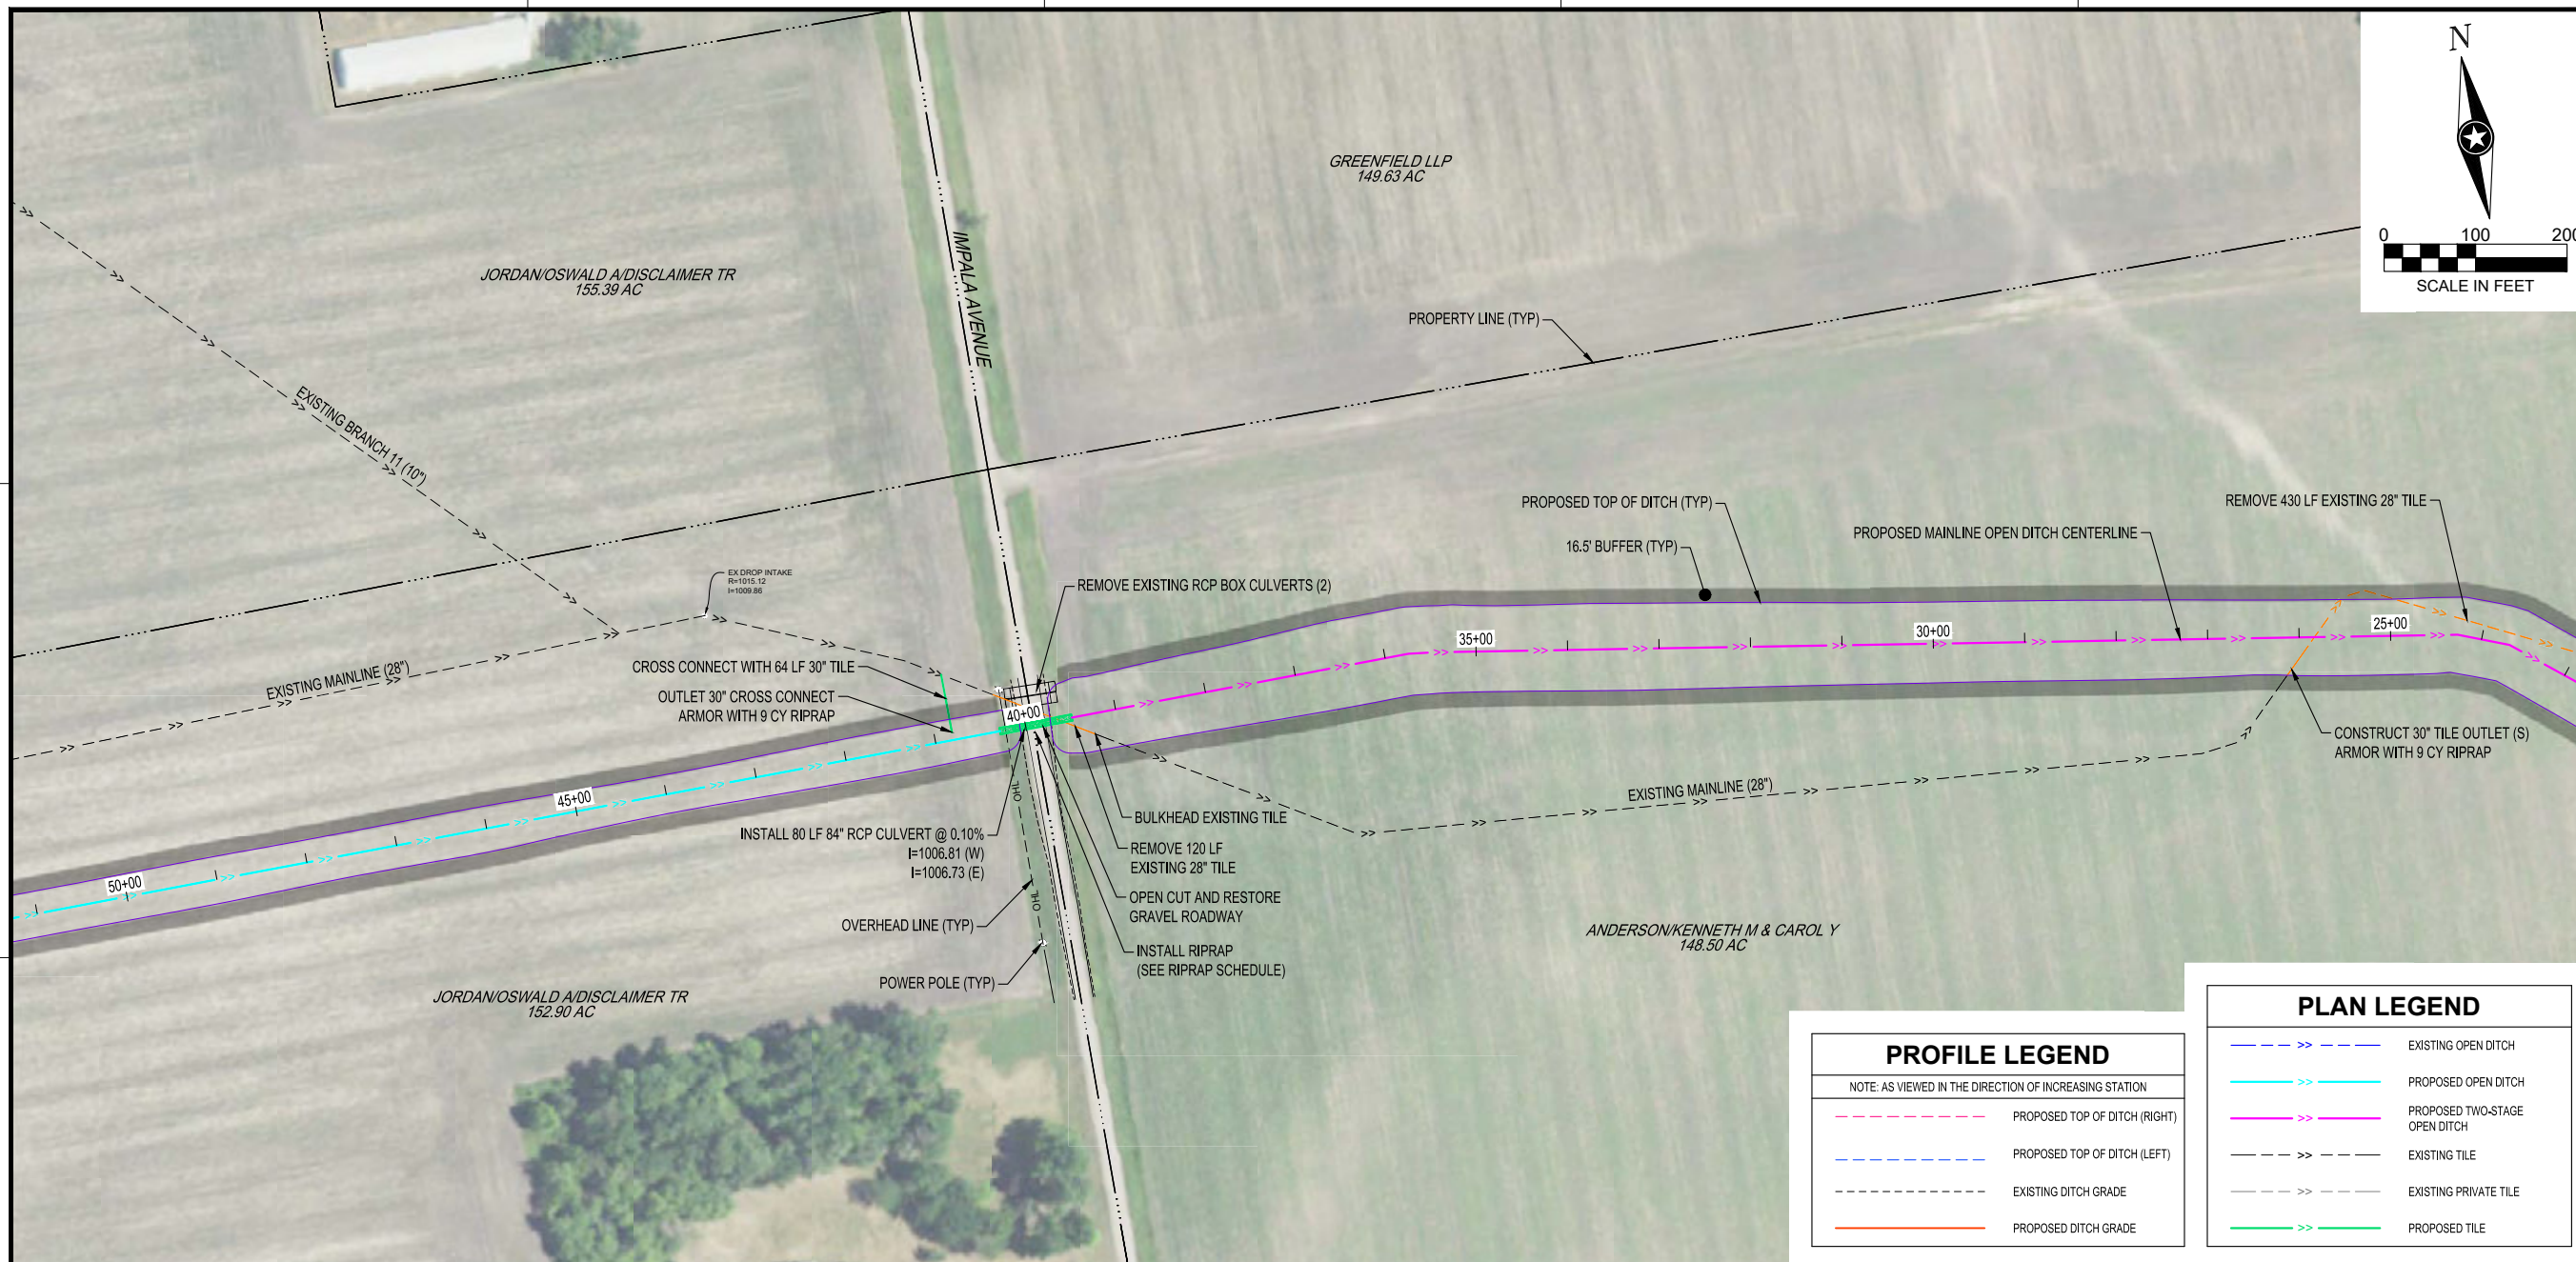 N
0 100 200
SCALE IN FEET
GREENFIELD LLP
149.63 AC
IMPALA AVENUE
JORDAN/OSWALD A/DISCLAIMER TR
155.39 AC
PROPERTY LINE (TYP)
EXISTING BRANCH 11 (10")
PROPOSED TOP OF DITCH (TYP)
REMOVE 430 LF EXISTING 28" TILE
PROPOSED MAINLINE OPEN DITCH CENTERLINE
16.5' BUFFER (TYP)
EX DROP INTAKE
R=1015.12
I=1009.86
REMOVE EXISTING RCP BOX CULVERTS (2)
35+00
30+00
25+00
CROSS CONNECT WITH 64 LF 30" TILE
EXISTING MAINLINE (28")
OUTLET 30" CROSS CONNECT
ARMOR WITH 9 CY RIPRAP
40+00
CONSTRUCT 30" TILE OUTLET (S)
ARMOR WITH 9 CY RIPRAP
EXISTING MAINLINE (28")
45+00
OHL
BULKHEAD EXISTING TILE
INSTALL 80 LF 84" RCP CULVERT @ 0.10%
I=1006.81 (W)
I=1006.73 (E)
REMOVE 120 LF
EXISTING 28" TILE
50+00
OHL
OPEN CUT AND RESTORE
GRAVEL ROADWAY
OVERHEAD LINE (TYP)
ANDERSON/KENNETH M & CAROL Y
148.50 AC
INSTALL RIPRAP
(SEE RIPRAP SCHEDULE)
POWER POLE (TYP)
JORDAN/OSWALD A/DISCLAIMER TR
152.90 AC
PROFILE LEGEND
NOTE: AS VIEWED IN THE DIRECTION OF INCREASING STATION
PROPOSED TOP OF DITCH (RIGHT)
PROPOSED TOP OF DITCH (LEFT)
EXISTING DITCH GRADE
PROPOSED DITCH GRADE
PLAN LEGEND
EXISTING OPEN DITCH
PROPOSED OPEN DITCH
PROPOSED TWO-STAGE
OPEN DITCH
EXISTING TILE
EXISTING PRIVATE TILE
PROPOSED TILE